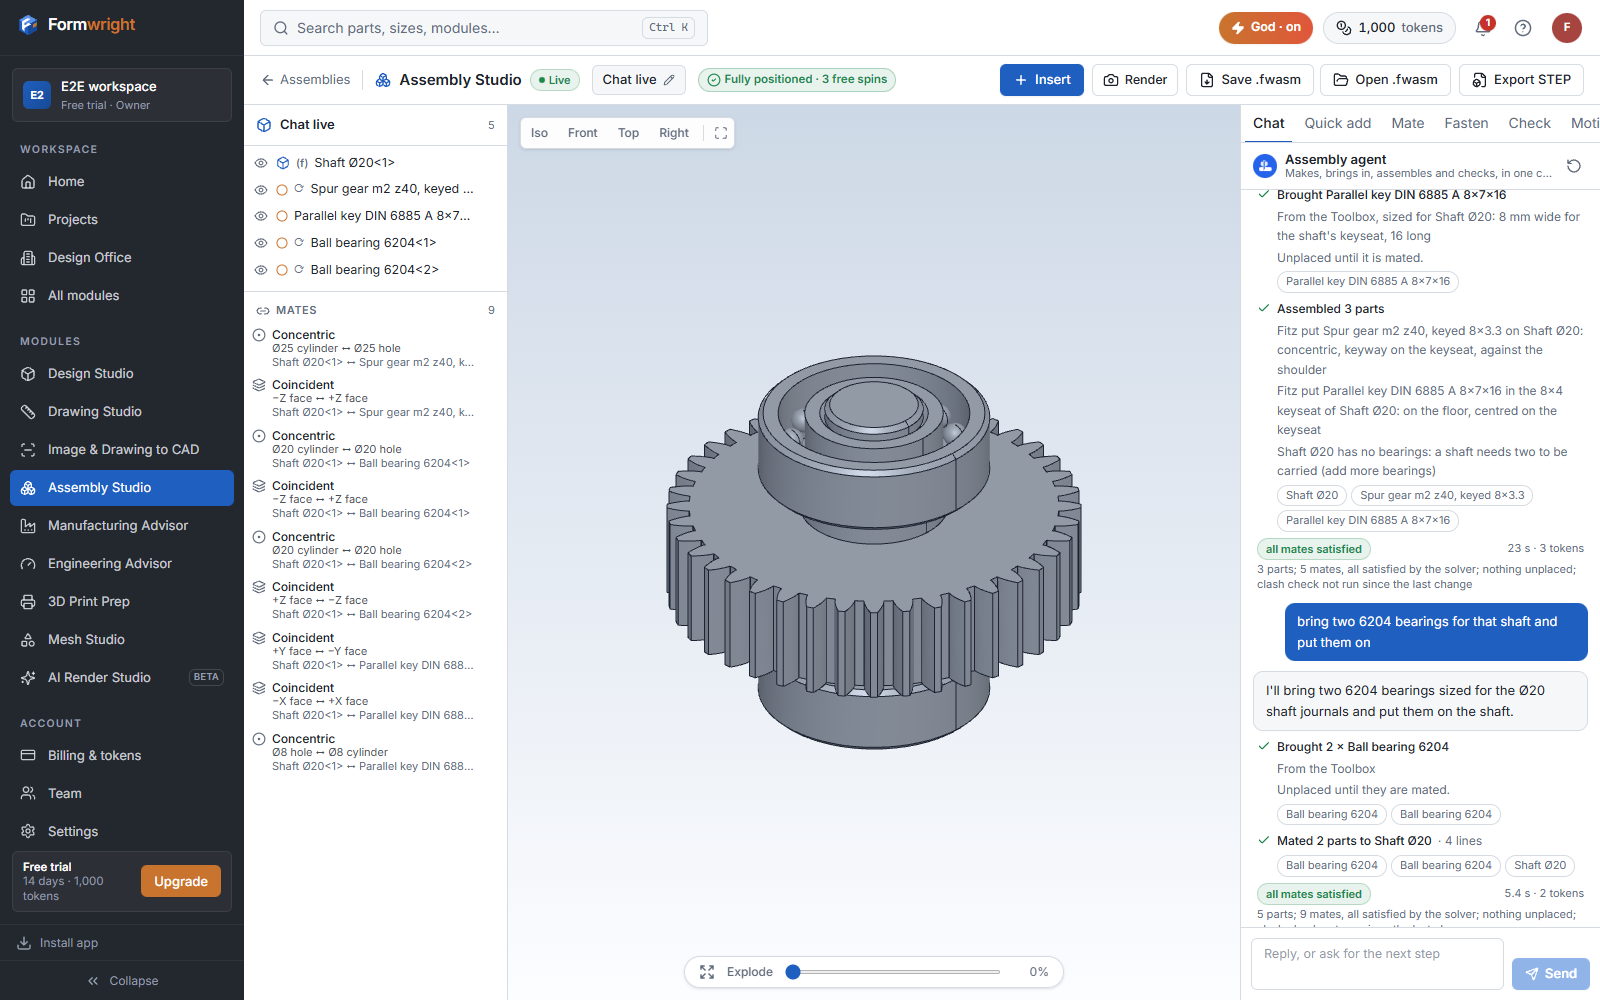 Formwright
Search parts, sizes, modules...
Ctrl K
God · on
1,000 tokens
1
F
E2
E2E workspace
Free trial · Owner
WORKSPACE
Home
Projects
Design Office
All modules
MODULES
Design Studio
Drawing Studio
Image & Drawing to CAD
Assembly Studio
Manufacturing Advisor
Engineering Advisor
3D Print Prep
Mesh Studio
AI Render Studio
BETA
ACCOUNT
Billing & tokens
Team
Settings
Free trial
14 days · 1,000
tokens
Upgrade
Install app
Collapse
Assemblies
Assembly Studio
Live
Chat live
Fully positioned · 3 free spins
Insert
Render
Save .fwasm
Open .fwasm
Export STEP
Chat live
5
(f) Shaft Ø20<1>
Spur gear m2 z40, keyed ...
Parallel key DIN 6885 A 8×7...
Ball bearing 6204<1>
Ball bearing 6204<2>
MATES
9
Concentric
Ø25 cylinder ↔ Ø25 hole
Shaft Ø20<1> ↔ Spur gear m2 z40, k...
Coincident
−Z face ↔ +Z face
Shaft Ø20<1> ↔ Spur gear m2 z40, k...
Concentric
Ø20 cylinder ↔ Ø20 hole
Shaft Ø20<1> ↔ Ball bearing 6204<1>
Coincident
−Z face ↔ +Z face
Shaft Ø20<1> ↔ Ball bearing 6204<1>
Concentric
Ø20 cylinder ↔ Ø20 hole
Shaft Ø20<1> ↔ Ball bearing 6204<2>
Coincident
+Z face ↔ −Z face
Shaft Ø20<1> ↔ Ball bearing 6204<2>
Coincident
+Y face ↔ −Y face
Shaft Ø20<1> ↔ Parallel key DIN 688...
Coincident
−X face ↔ +X face
Shaft Ø20<1> ↔ Parallel key DIN 688...
Concentric
Ø8 hole ↔ Ø8 cylinder
Shaft Ø20<1> ↔ Parallel key DIN 688...
Iso
Front
Top
Right
Explode
0%
Chat
Quick add
Mate
Fasten
Check
Moti
Assembly agent
Makes, brings in, assembles and checks, in one c...
Brought Parallel key DIN 6885 A 8×7×16
From the Toolbox, sized for Shaft Ø20: 8 mm wide for
the shaft's keyseat, 16 long
Unplaced until it is mated.
Parallel key DIN 6885 A 8×7×16
Assembled 3 parts
Fitz put Spur gear m2 z40, keyed 8×3.3 on Shaft Ø20:
concentric, keyway on the keyseat, against the
shoulder
Fitz put Parallel key DIN 6885 A 8×7×16 in the 8×4
keyseat of Shaft Ø20: on the floor, centred on the
keyseat
Shaft Ø20 has no bearings: a shaft needs two to be
carried (add more bearings)
Shaft Ø20
Spur gear m2 z40, keyed 8×3.3
Parallel key DIN 6885 A 8×7×16
all mates satisfied
23 s · 3 tokens
3 parts; 5 mates, all satisfied by the solver; nothing unplaced;
clash check not run since the last change
bring two 6204 bearings for that shaft and
put them on
I'll bring two 6204 bearings sized for the Ø20
shaft journals and put them on the shaft.
Brought 2 × Ball bearing 6204
From the Toolbox
Unplaced until they are mated.
Ball bearing 6204
Ball bearing 6204
Mated 2 parts to Shaft Ø20 · 4 lines
Ball bearing 6204
Ball bearing 6204
Shaft Ø20
all mates satisfied
5.4 s · 2 tokens
5 parts; 9 mates, all satisfied by the solver; nothing unplaced;
Reply, or ask for the next step
Send